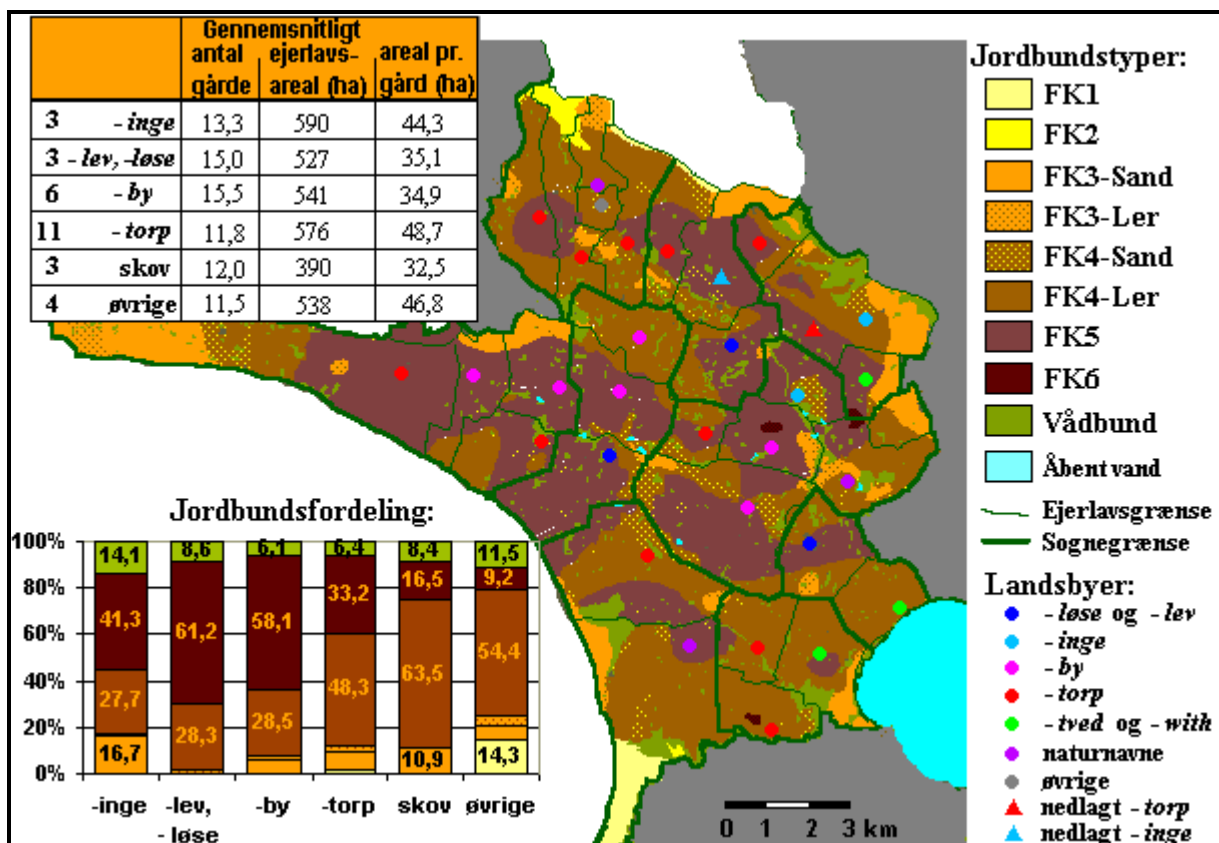 Gennemsnitligt
antal gårde ejerlavs-areal (ha) areal pr. gård (ha)
3 -inge 13,3 590 44,3
3 -lev, -løse 15,0 527 35,1
6 -by 15,5 541 34,9
11 -torp 11,8 576 48,7
3 skov 12,0 390 32,5
4 øvrige 11,5 538 46,8
Jordbundstyper:
FK1
FK2
FK3-Sand
FK3-Ler
FK4-Sand
FK4-Ler
FK5
FK6
Vådbund
Åbent vand
Ejerlavsgrænse
Sognegrænse
Landsbyer:
-løse og -lev
-inge
-by
-torp
-tved og -with
naturnavne
øvrige
nedlagt -torp
nedlagt -inge
Jordbundsfordeling:
100%
80%
60%
40%
20%
0%
14,1 8,6 6,1 6,4 8,4 11,5
41,3 61,2 58,1 33,2 16,5 9,2
27,7 28,3 28,5 48,3 63,5 54,4
16,7 10,9 14,3
-inge -lev, -løse -by -torp skov øvrige
0 1 2 3 km